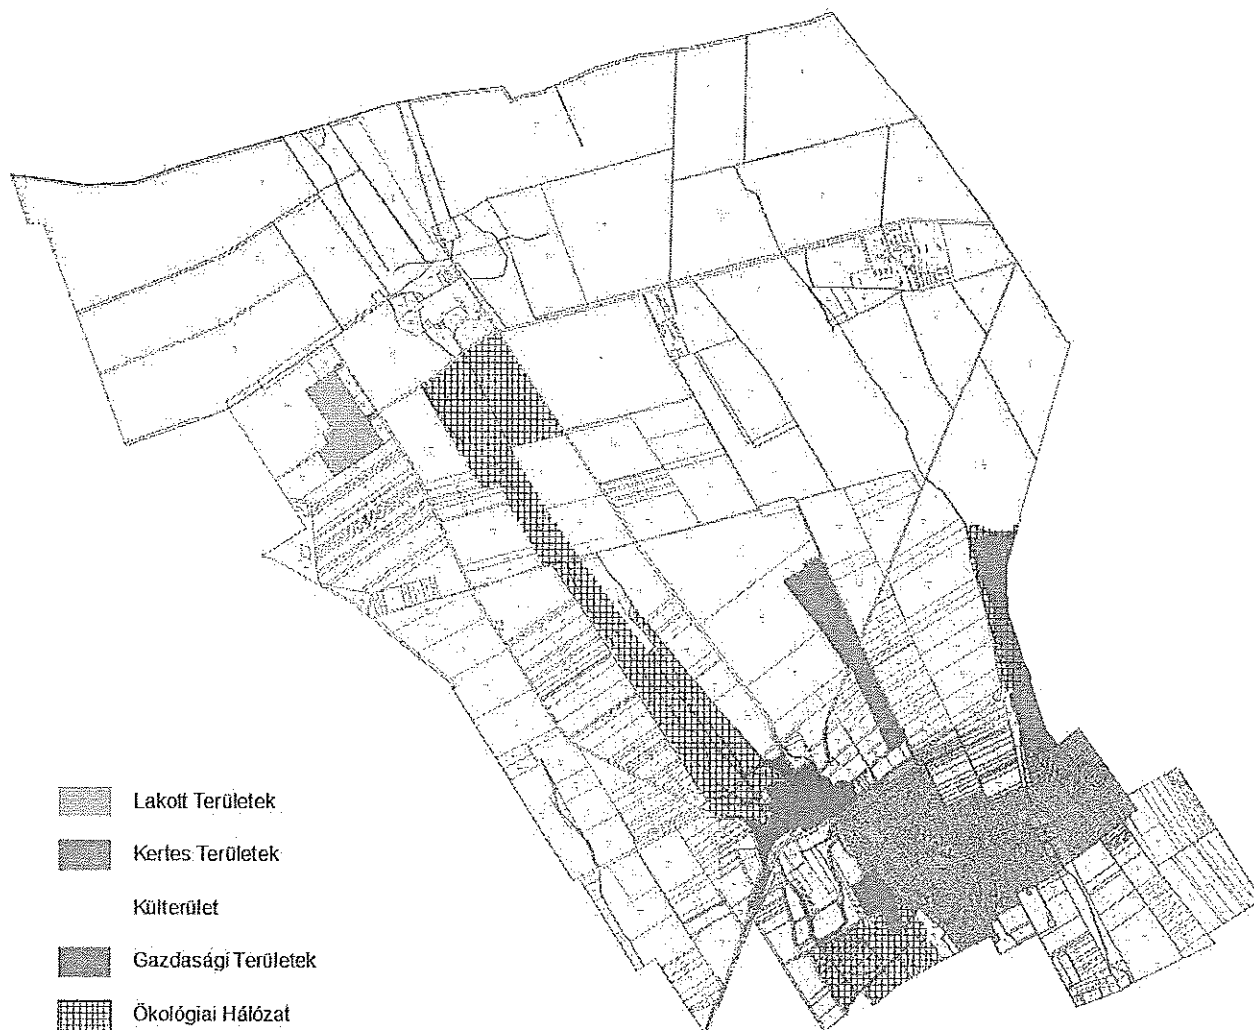 Lakott Területek
Kertes Területek
Külterület
Gazdasági Területek
Ökológiai Hálózat